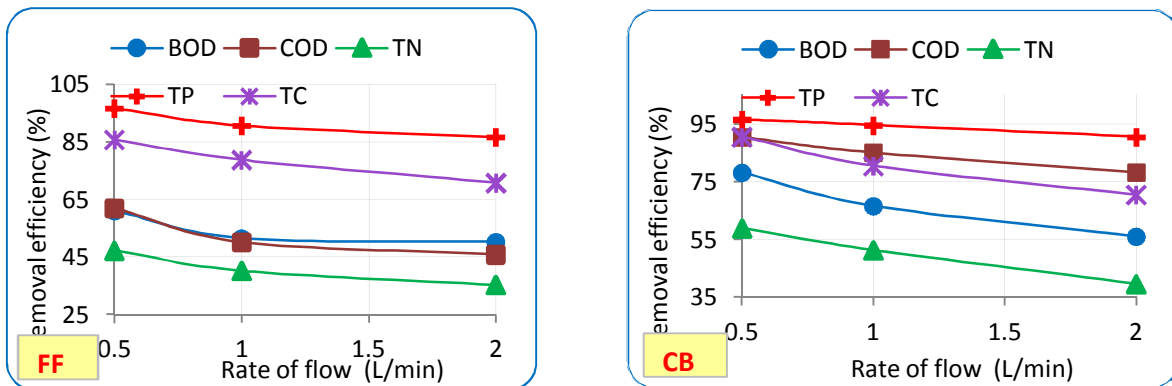 BOD COD TN
TP TC
emoval efficiency (%)
105
85
65
45
25
0.5 1 1.5 2
Rate of flow (L/min)
FF
BOD COD TN
TP TC
emoval efficiency (%)
95
75
55
35
0.5 1 1.5 2
Rate of flow (L/min)
CB